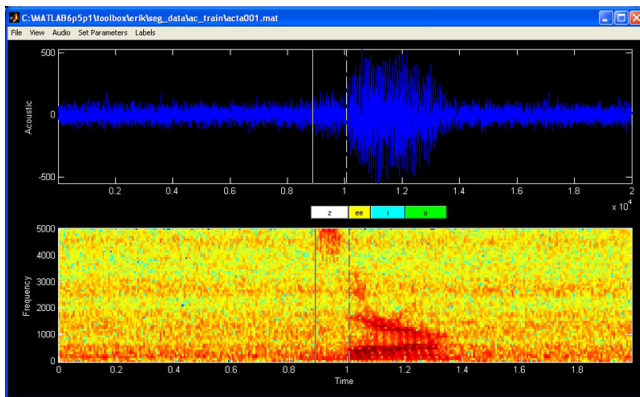 C:\MATLAB6p5p1\toolbox\erik\seg_data\ac_train\acta001.mat
File View Audio Set Parameters Labels
500
0
-500
Acoustic
0.2 0.4 0.6 0.8 1 1.2 1.4 1.6 1.8 2
x 10^4
z ee r o
5000
4000
3000
2000
1000
0
Frequency
0 0.2 0.4 0.6 0.8 1.0 1.2 1.4 1.6 1.8
Time